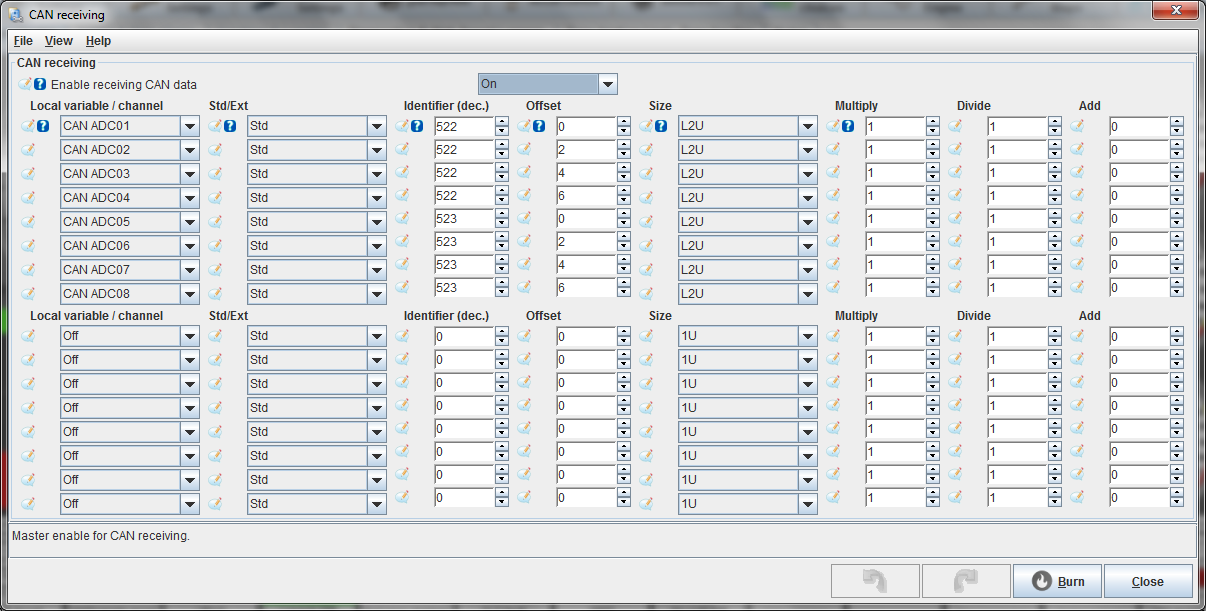 CAN receiving
File View Help
CAN receiving
? Enable receiving CAN data On
Local variable / channel Std/Ext Identifier (dec.) Offset Size Multiply Divide Add
? CAN ADC01 ? Std ? 522 ? 0 ? L2U ? 1 1 0
CAN ADC02 Std 522 2 L2U 1 1 0
CAN ADC03 Std 522 4 L2U 1 1 0
CAN ADC04 Std 522 6 L2U 1 1 0
CAN ADC05 Std 523 0 L2U 1 1 0
CAN ADC06 Std 523 2 L2U 1 1 0
CAN ADC07 Std 523 4 L2U 1 1 0
CAN ADC08 Std 523 6 L2U 1 1 0
Local variable / channel Std/Ext Identifier (dec.) Offset Size Multiply Divide Add
Off Std 0 0 1U 1 1 0
Off Std 0 0 1U 1 1 0
Off Std 0 0 1U 1 1 0
Off Std 0 0 1U 1 1 0
Off Std 0 0 1U 1 1 0
Off Std 0 0 1U 1 1 0
Off Std 0 0 1U 1 1 0
Off Std 0 0 1U 1 1 0
Master enable for CAN receiving.
Burn Close